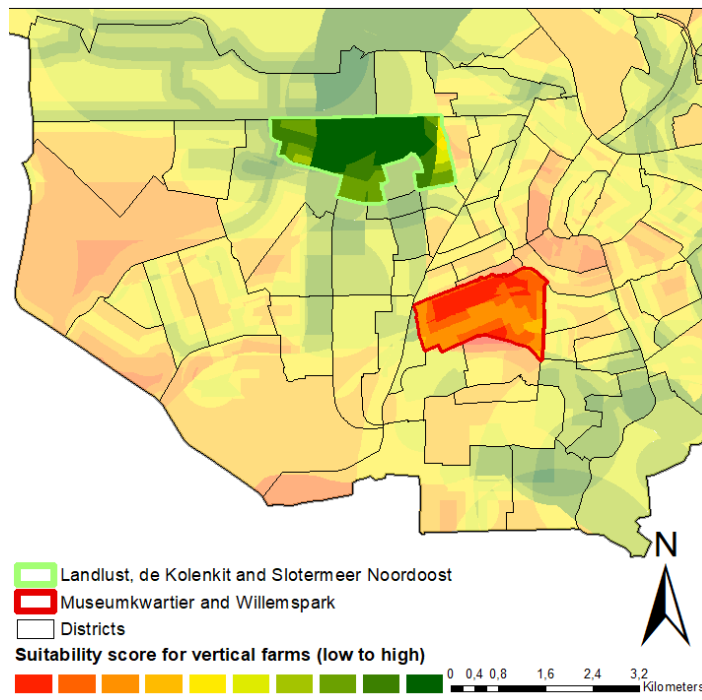 N
Landlust, de Kolenkit and Slotermeer Noordoost
Museumkwartier and Willemspark
Districts
Suitability score for vertical farms (low to high)
0 0,4 0,8 1,6 2,4 3,2
Kilometers